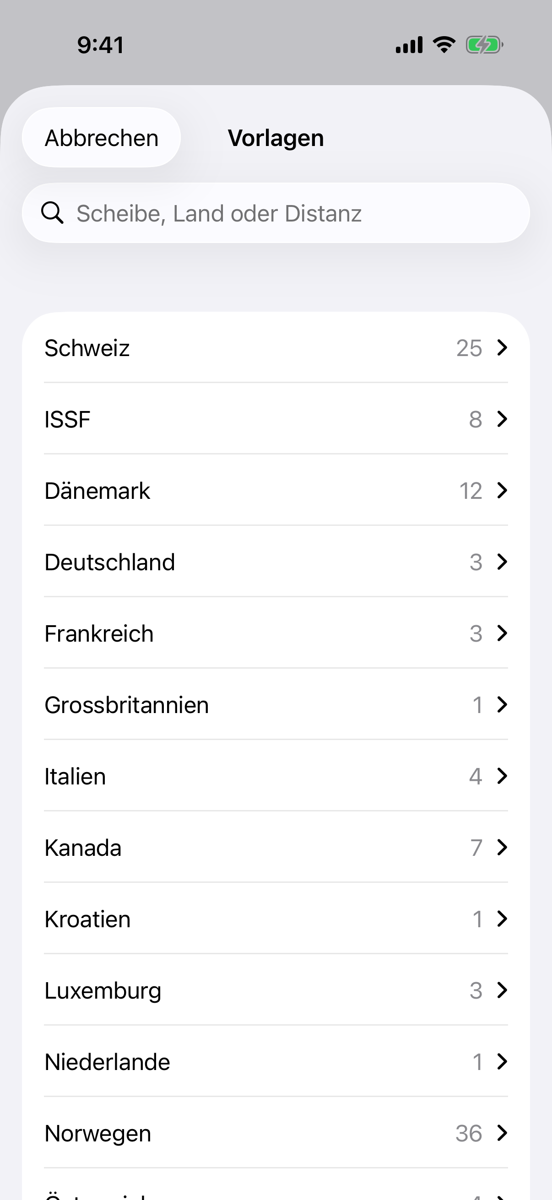 9:41
Abbrechen Vorlagen
Scheibe, Land oder Distanz
Schweiz 25
ISSF 8
Dänemark 12
Deutschland 3
Frankreich 3
Grossbritannien 1
Italien 4
Kanada 7
Kroatien 1
Luxemburg 3
Niederlande 1
Norwegen 36